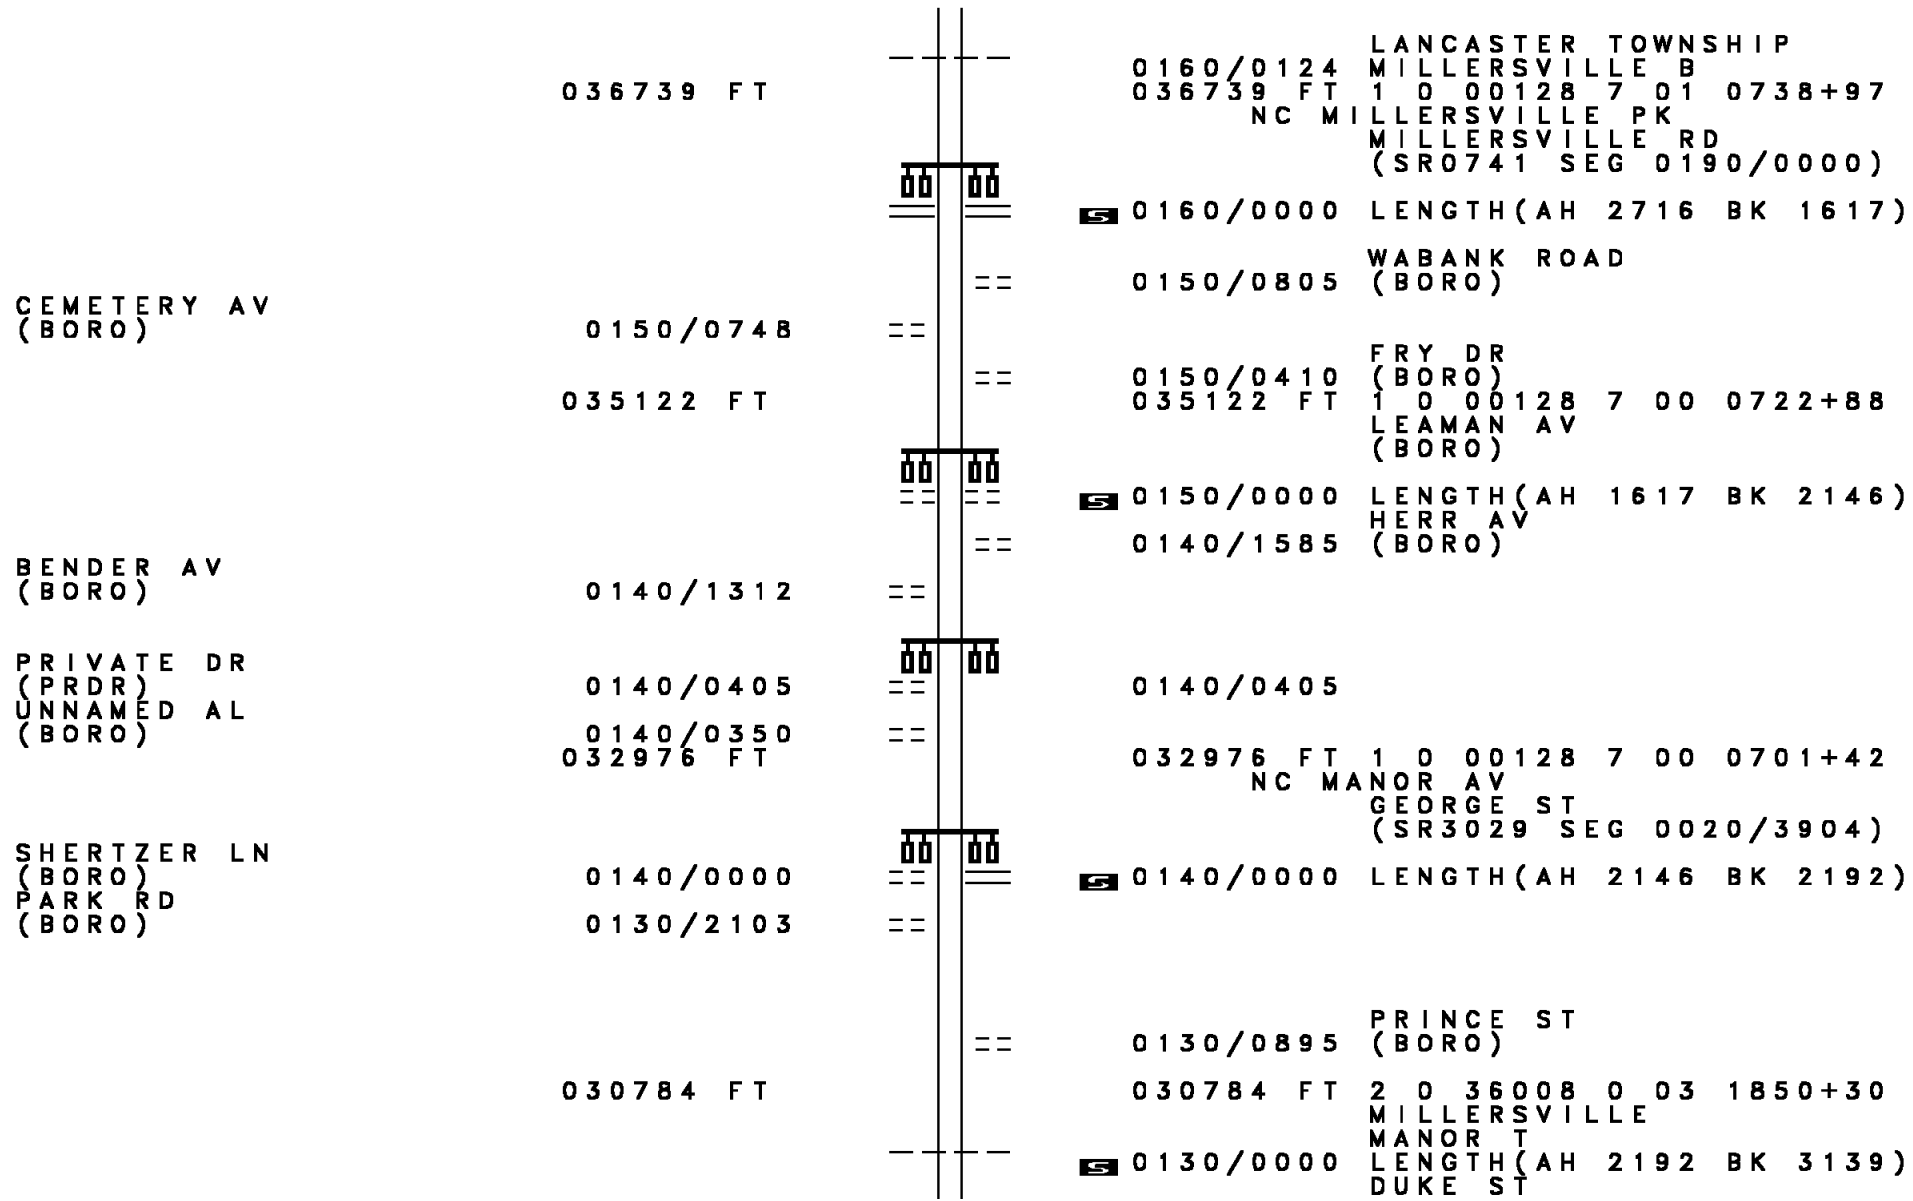 LANCASTER TOWNSHIP
0160/0124 MILLERSVILLE B
036739 FT 036739 FT 1 0 00128 7 01 0738+97
NC MILLERSVILLE PK
MILLERSVILLE RD
(SR0741 SEG 0190/0000)
S 0160/0000 LENGTH(AH 2716 BK 1617)
WABANK ROAD
0150/0805 (BORO)
CEMETERY AV
(BORO) 0150/0748
FRY DR
0150/0410 (BORO)
035122 FT 035122 FT 1 0 00128 7 00 0722+88
LEAMAN AV
(BORO)
S 0150/0000 LENGTH(AH 1617 BK 2146)
HERR AV
0140/1585 (BORO)
BENDER AV
(BORO) 0140/1312
PRIVATE DR
(PRDR) 0140/0405 0140/0405
UNNAMED AL
(BORO) 0140/0350
032976 FT 032976 FT 1 0 00128 7 00 0701+42
NC MANOR AV
GEORGE ST
(SR3029 SEG 0020/3904)
SHERTZER LN
(BORO) 0140/0000 S 0140/0000 LENGTH(AH 2146 BK 2192)
PARK RD
(BORO) 0130/2103
PRINCE ST
0130/0895 (BORO)
030784 FT 030784 FT 2 0 36008 0 03 1850+30
MILLERSVILLE
MANOR T
S 0130/0000 LENGTH(AH 2192 BK 3139)
DUKE ST